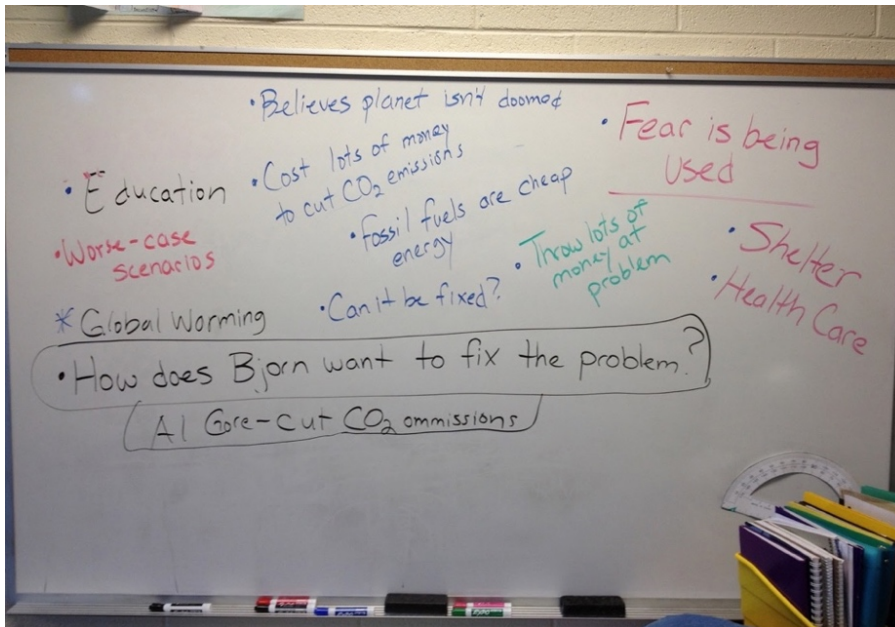 • Believes planet isn't doomed
• Cost lots of money
to cut CO2 emissions
• Fossil fuels are cheap
energy
• Can it be fixed?
• Education
• Worse-case
scenarios
* Global Worming
• Throw lots of
money at
problem
• Fear is being
Used
• Shelter
• Health Care
• How does Bjorn want to fix the problem?
Al Gore-cut CO2 ommissions